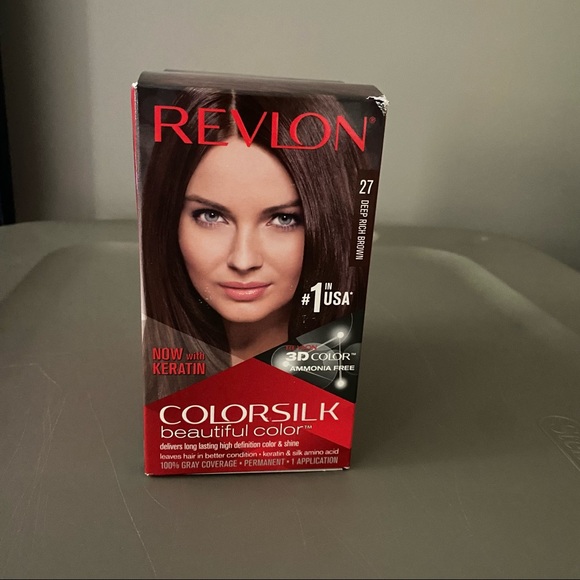 REVLON®
27
DEEP RICH BROWN
#1 IN USA*
NOW with
KERATIN
3D COLOR™
AMMONIA FREE
COLORSILK
beautiful color™
delivers long lasting high definition color & shine
leaves hair in better condition • keratin & silk amino acid
100% GRAY COVERAGE • PERMANENT • 1 APPLICATION